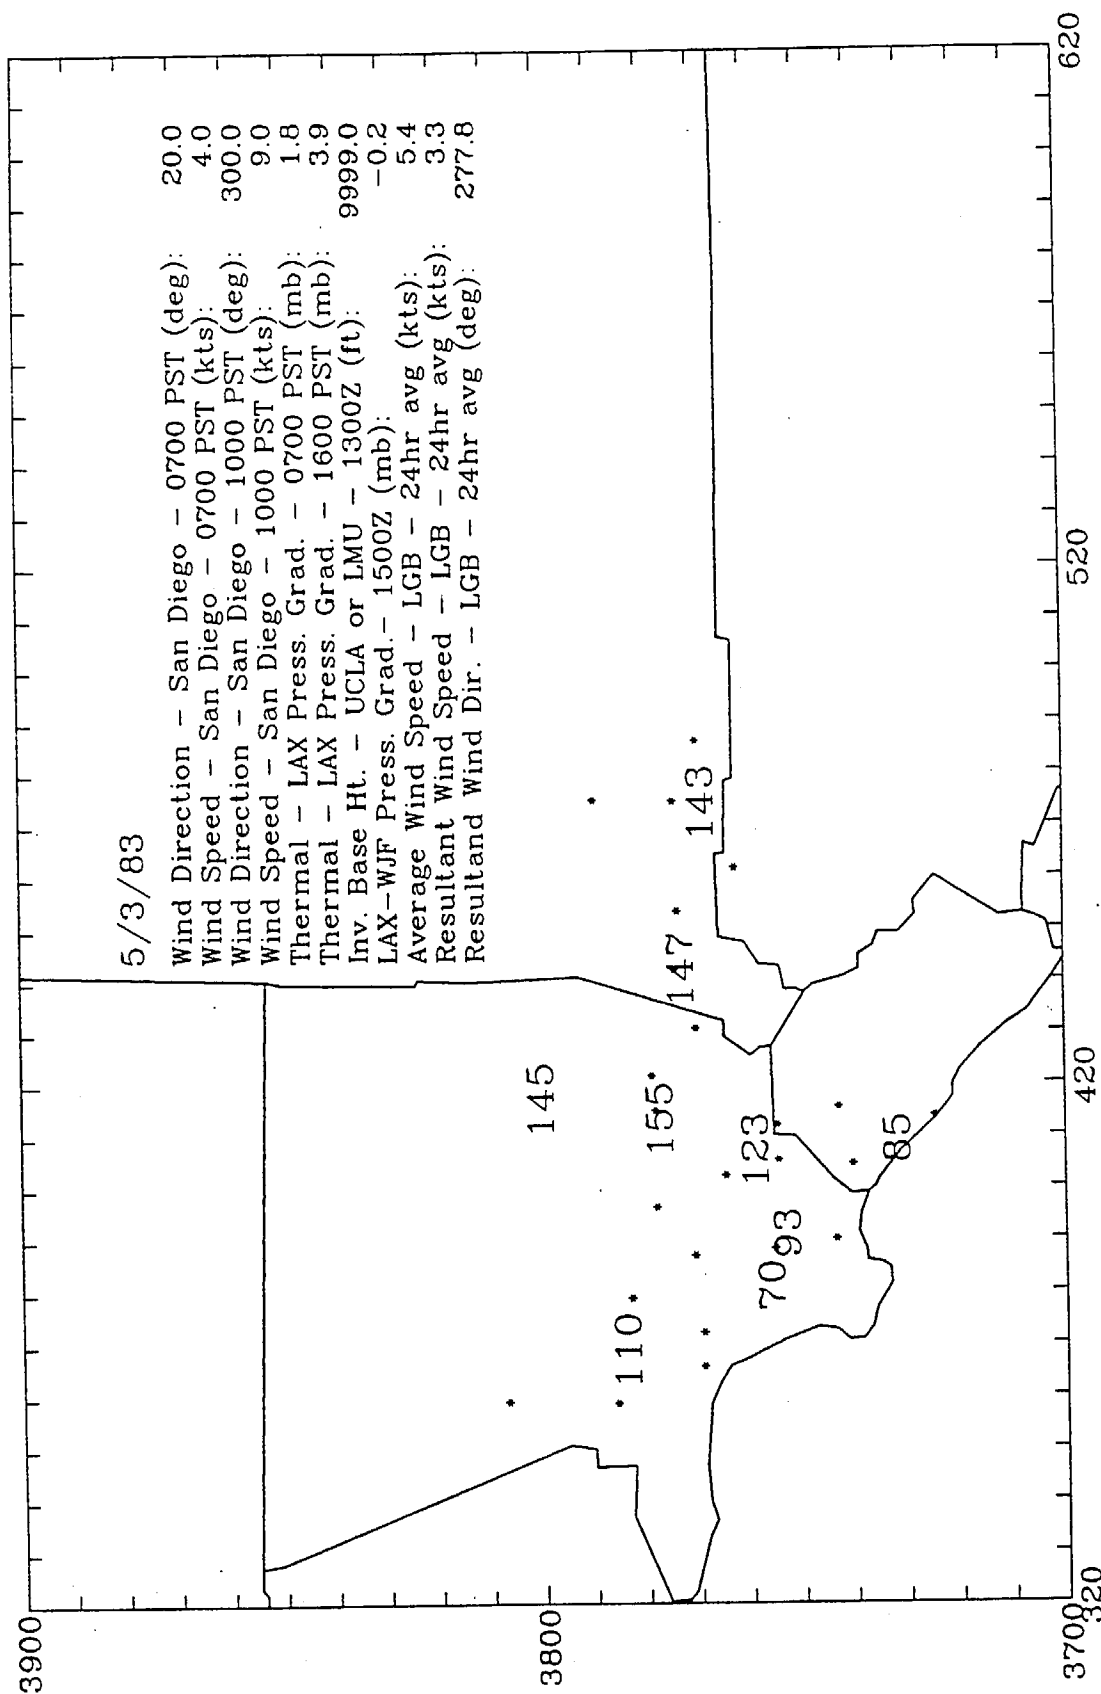 5/3/83
Wind Direction - San Diego - 0700 PST (deg): 20.0
Wind Speed - San Diego - 0700 PST (kts): 4.0
Wind Direction - San Diego - 1000 PST (deg): 300.0
Wind Speed - San Diego - 1000 PST (kts): 9.0
Thermal - LAX Press. Grad. - 0700 PST (mb): 1.8
Thermal - LAX Press. Grad. - 1600 PST (mb): 3.9
Inv. Base Ht. - UCLA or LMU - 1300Z (ft): 9999.0
LAX-WJF Press. Grad.- 1500Z (mb): -0.2
Average Wind Speed - LGB - 24hr avg (kts): 5.4
Resultant Wind Speed - LGB - 24hr avg (kts): 3.3
Resultand Wind Dir. - LGB - 24hr avg (deg): 277.8
3900
3800
3700
145
110
155
147
143
123
70
93
85
320
420
520
620